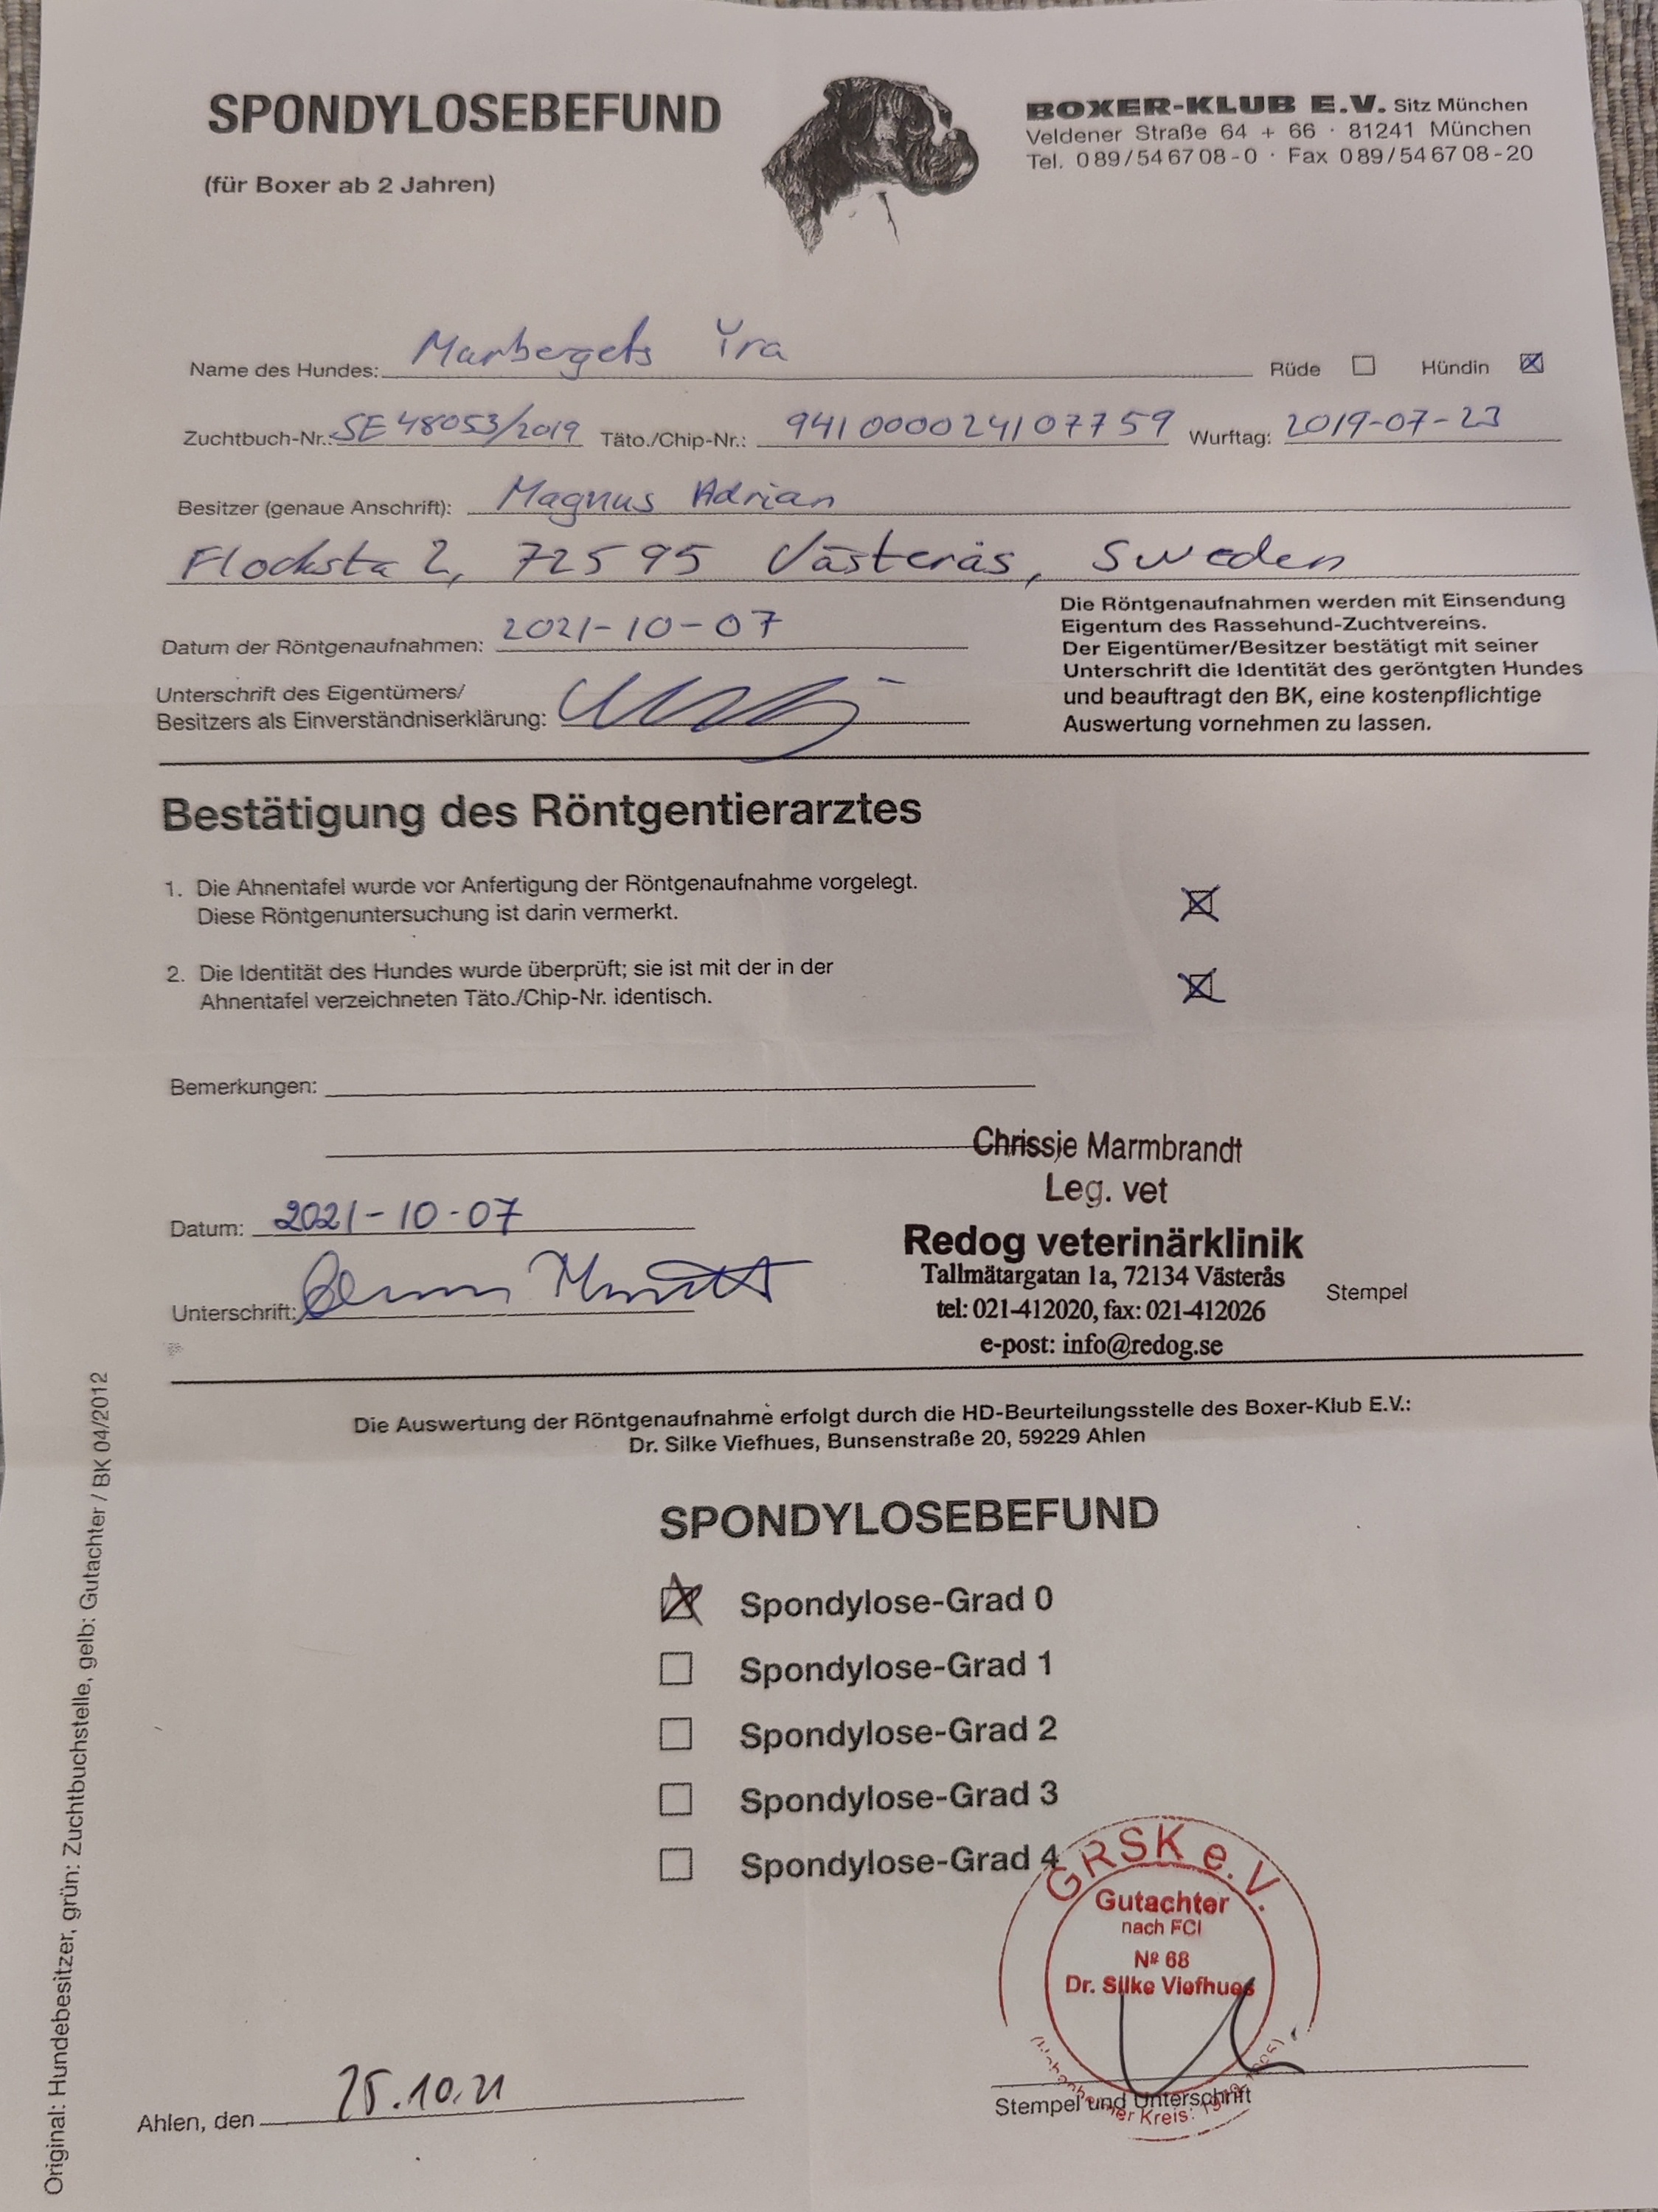 SPONDYLOSEBEFUND
(für Boxer ab 2 Jahren)
BOXER-KLUB E.V. Sitz München
Veldener Straße 64 + 66 · 81241 München
Tel. 089/54 67 08-0 · Fax 089/54 67 08-20
Name des Hundes: Marbergets Yra Rüde Hündin
Zuchtbuch-Nr.: SE48053/2019 Täto./Chip-Nr.: 941000024107759 Wurftag: 2019-07-23
Besitzer (genaue Anschrift): Magnus Adrian
Flocksta 2, 72595 Västerås, Sweden
Datum der Röntgenaufnahmen: 2021-10-07
Unterschrift des Eigentümers/
Besitzers als Einverständniserklärung:
Die Röntgenaufnahmen werden mit Einsendung
Eigentum des Rassehund-Zuchtvereins.
Der Eigentümer/Besitzer bestätigt mit seiner
Unterschrift die Identität des geröntgten Hundes
und beauftragt den BK, eine kostenpflichtige
Auswertung vornehmen zu lassen.
Bestätigung des Röntgentierarztes
1. Die Ahnentafel wurde vor Anfertigung der Röntgenaufnahme vorgelegt.
Diese Röntgenuntersuchung ist darin vermerkt.
2. Die Identität des Hundes wurde überprüft; sie ist mit der in der
Ahnentafel verzeichneten Täto./Chip-Nr. identisch.
Bemerkungen:
Chrissie Marmbrandt
Leg. vet
Redog veterinärklinik
Tallmätargatan 1a, 72134 Västerås
tel: 021-412020, fax: 021-412026
e-post: info@redog.se
Stempel
Datum: 2021-10-07
Unterschrift:
Die Auswertung der Röntgenaufnahme erfolgt durch die HD-Beurteilungsstelle des Boxer-Klub E.V.:
Dr. Silke Viefhues, Bunsenstraße 20, 59229 Ahlen
SPONDYLOSEBEFUND
Spondylose-Grad 0
Spondylose-Grad 1
Spondylose-Grad 2
Spondylose-Grad 3
Spondylose-Grad 4
GRSK e.V.
Gutachter
nach FCI
Nº 68
Dr. Silke Viefhues
Kreis:
Ahlen, den 25.10.21
Stempel und Unterschrift
Original: Hundebesitzer, grün: Zuchtbuchstelle, gelb: Gutachter / BK 04/2012